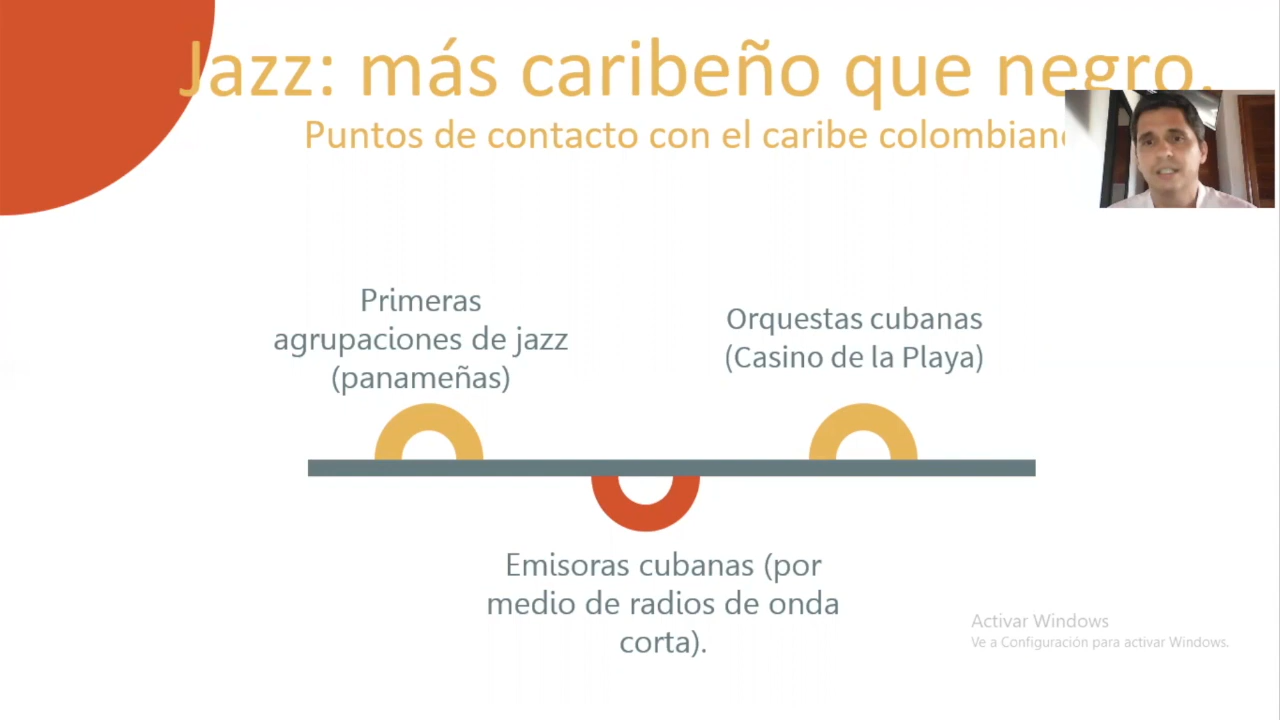 Jazz: más caribeño que negro.
Puntos de contacto con el caribe colombiano
Primeras
agrupaciones de jazz
(panameñas)
Orquestas cubanas
(Casino de la Playa)
Emisoras cubanas (por
medio de radios de onda
corta).
Activar Windows
Ve a Configuración para activar Windows.